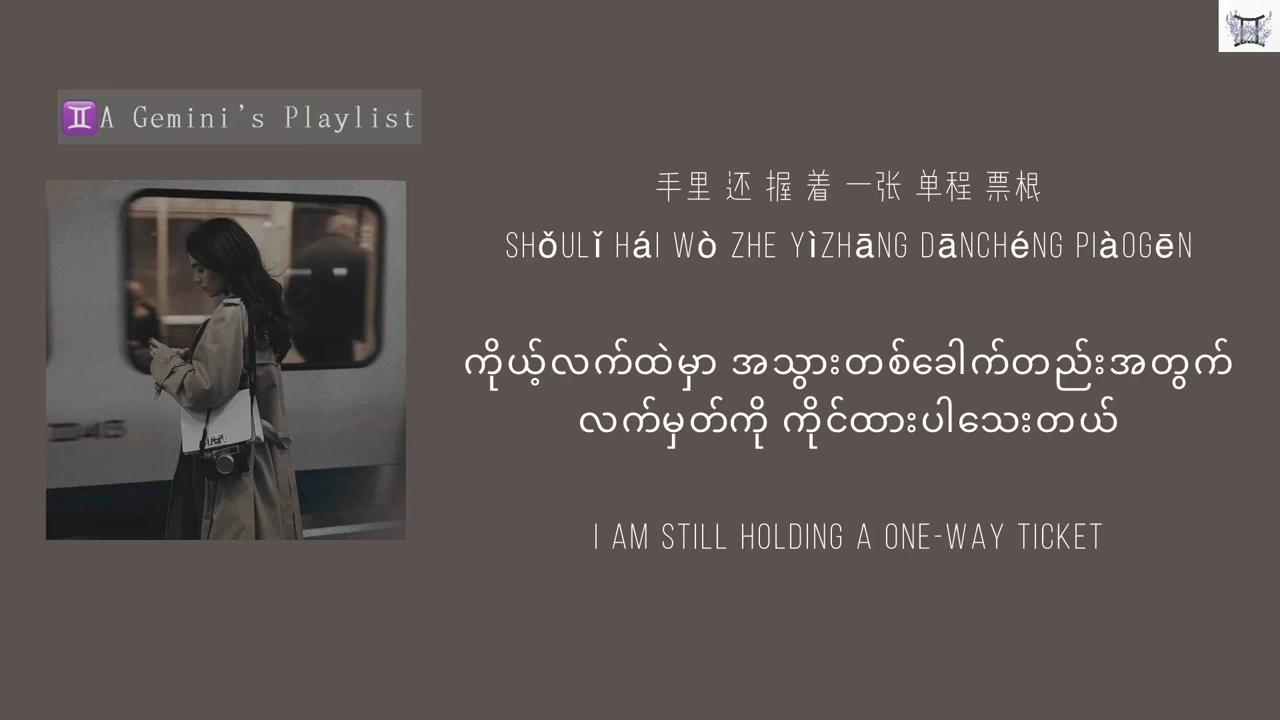 ♊A Gemini's Playlist
手里 还 握 着 一张 单程 票根
SHǒULǐ HáI Wò ZHE YìZHāNG DāNCHéNG PIàOGēN
ကိုယ့်လက်ထဲမှာ အသွားတစ်ခေါက်တည်းအတွက်
လက်မှတ်ကို ကိုင်ထားပါသေးတယ်
I AM STILL HOLDING A ONE-WAY TICKET